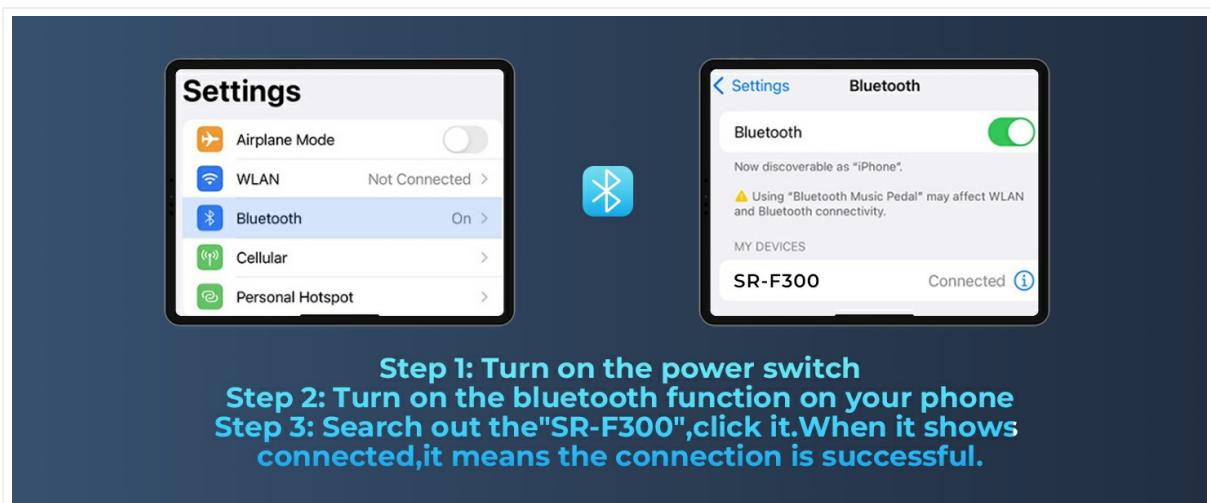 Settings
Airplane Mode
WLAN Not Connected
Bluetooth On
Cellular
Personal Hotspot
Settings Bluetooth
Bluetooth
Now discoverable as “iPhone”.
Using “Bluetooth Music Pedal” may affect WLAN
and Bluetooth connectivity.
MY DEVICES
SR-F300 Connected
Step 1: Turn on the power switch
Step 2: Turn on the bluetooth function on your phone
Step 3: Search out the"SR-F300",click it.When it shows
connected,it means the connection is successful.